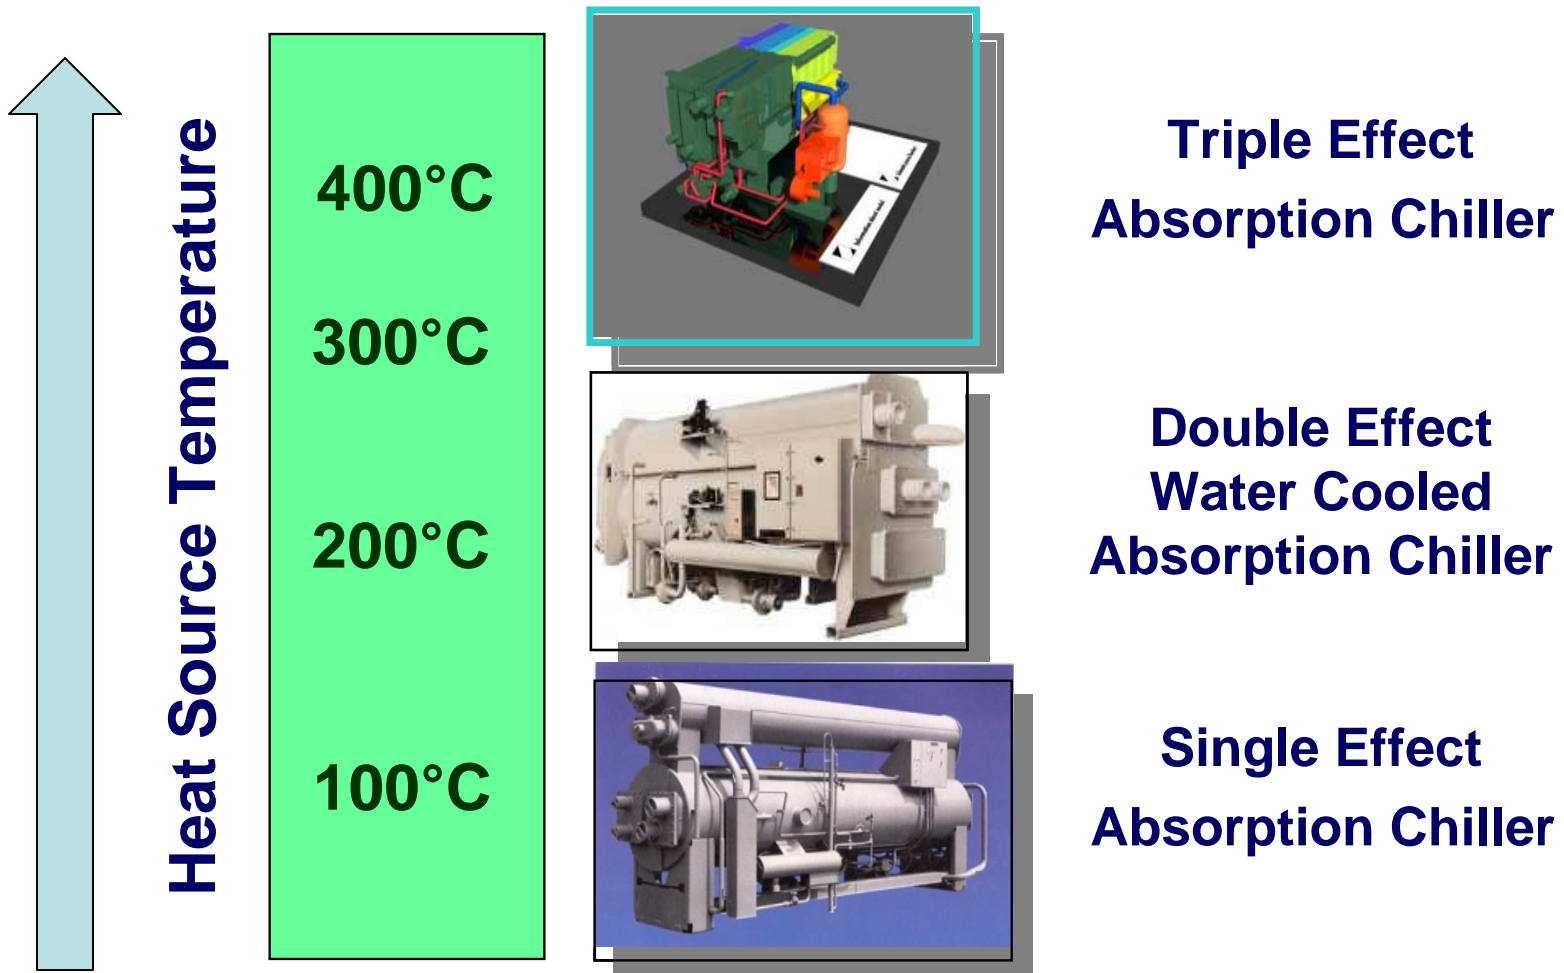 Heat Source Temperature
400°C
300°C
200°C
100°C
Triple Effect
Absorption Chiller
Double Effect
Water Cooled
Absorption Chiller
Single Effect
Absorption Chiller